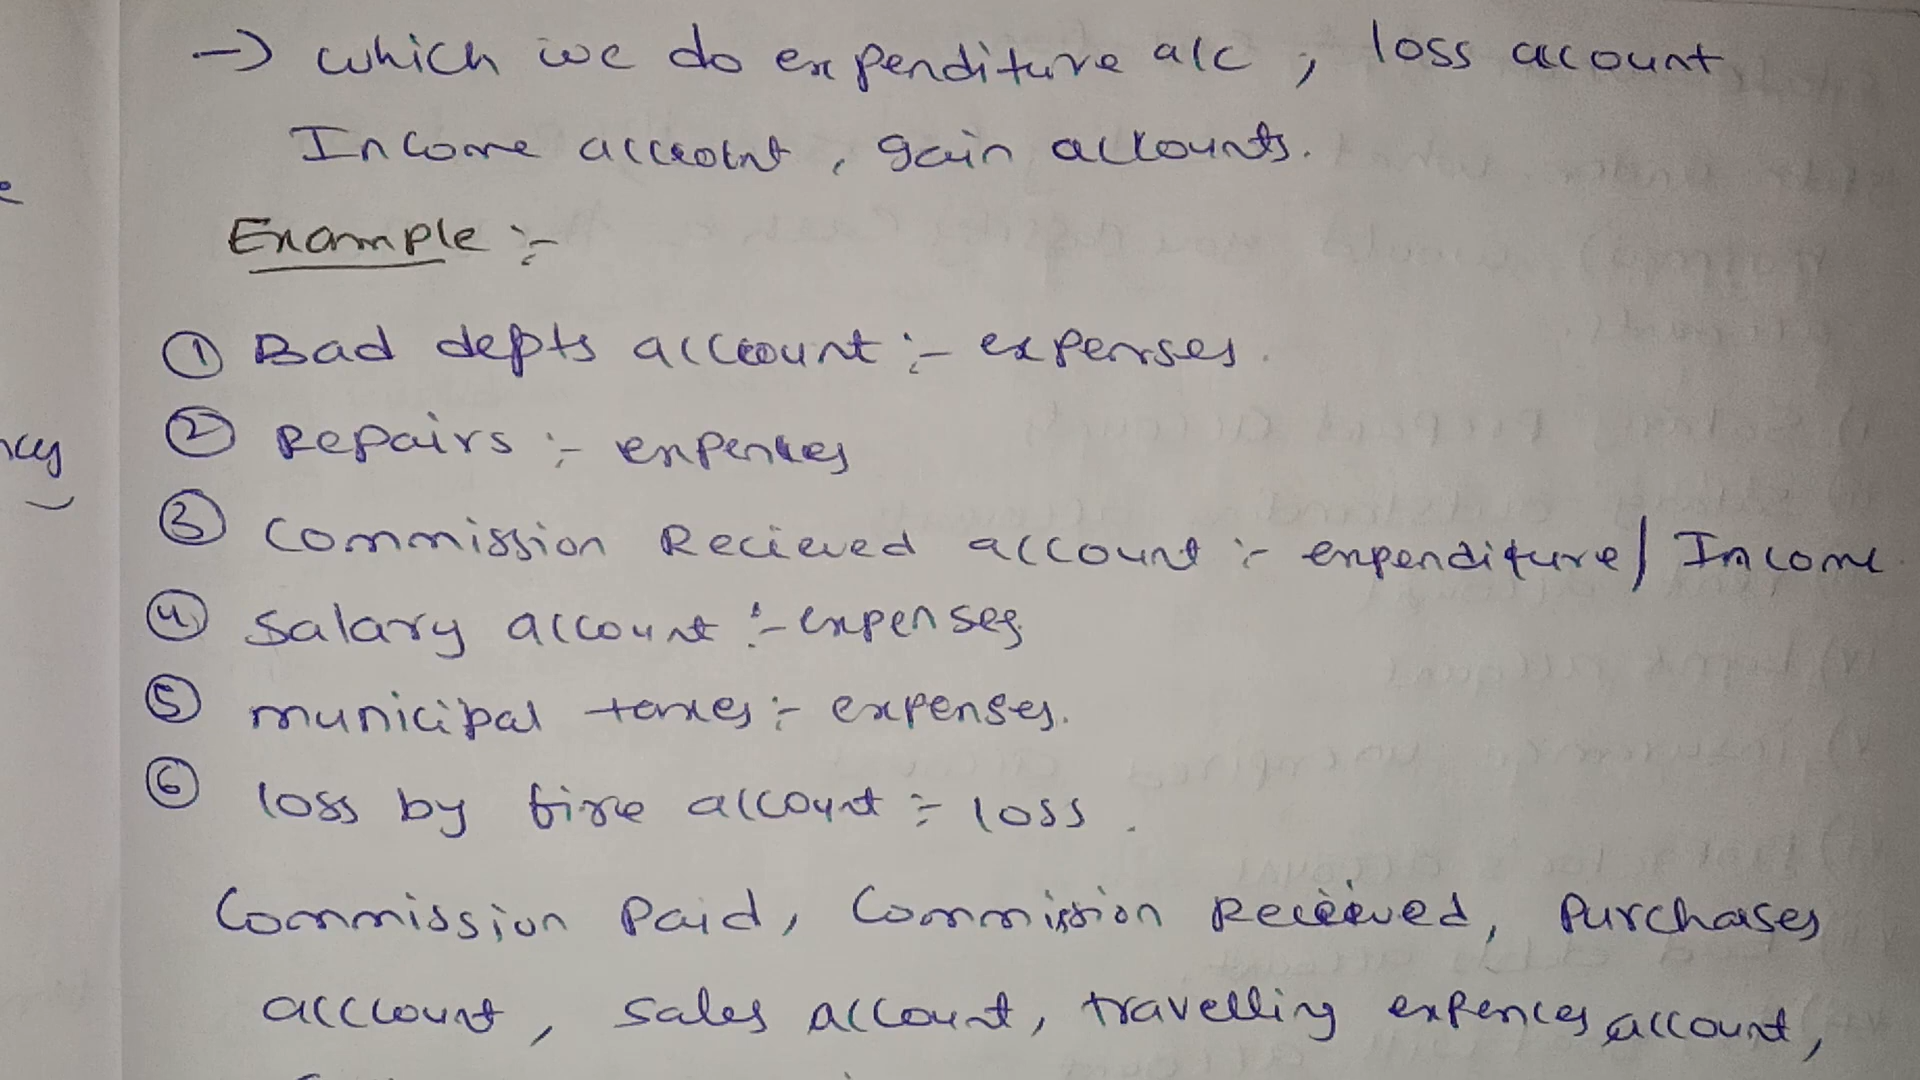 → which we do expenditure a/c, loss account
Income account, gain accounts.
Example :-
① Bad depts account :- expenses.
② Repairs :- expenses
③ Commission Recieved account :- expenditure/ Income
④ Salary account :- expenses
⑤ municipal taxes :- expenses.
⑥ loss by fire account :- loss.
Commission Paid, Commission Recieved, Purchases
account, sales account, travelling expences account,